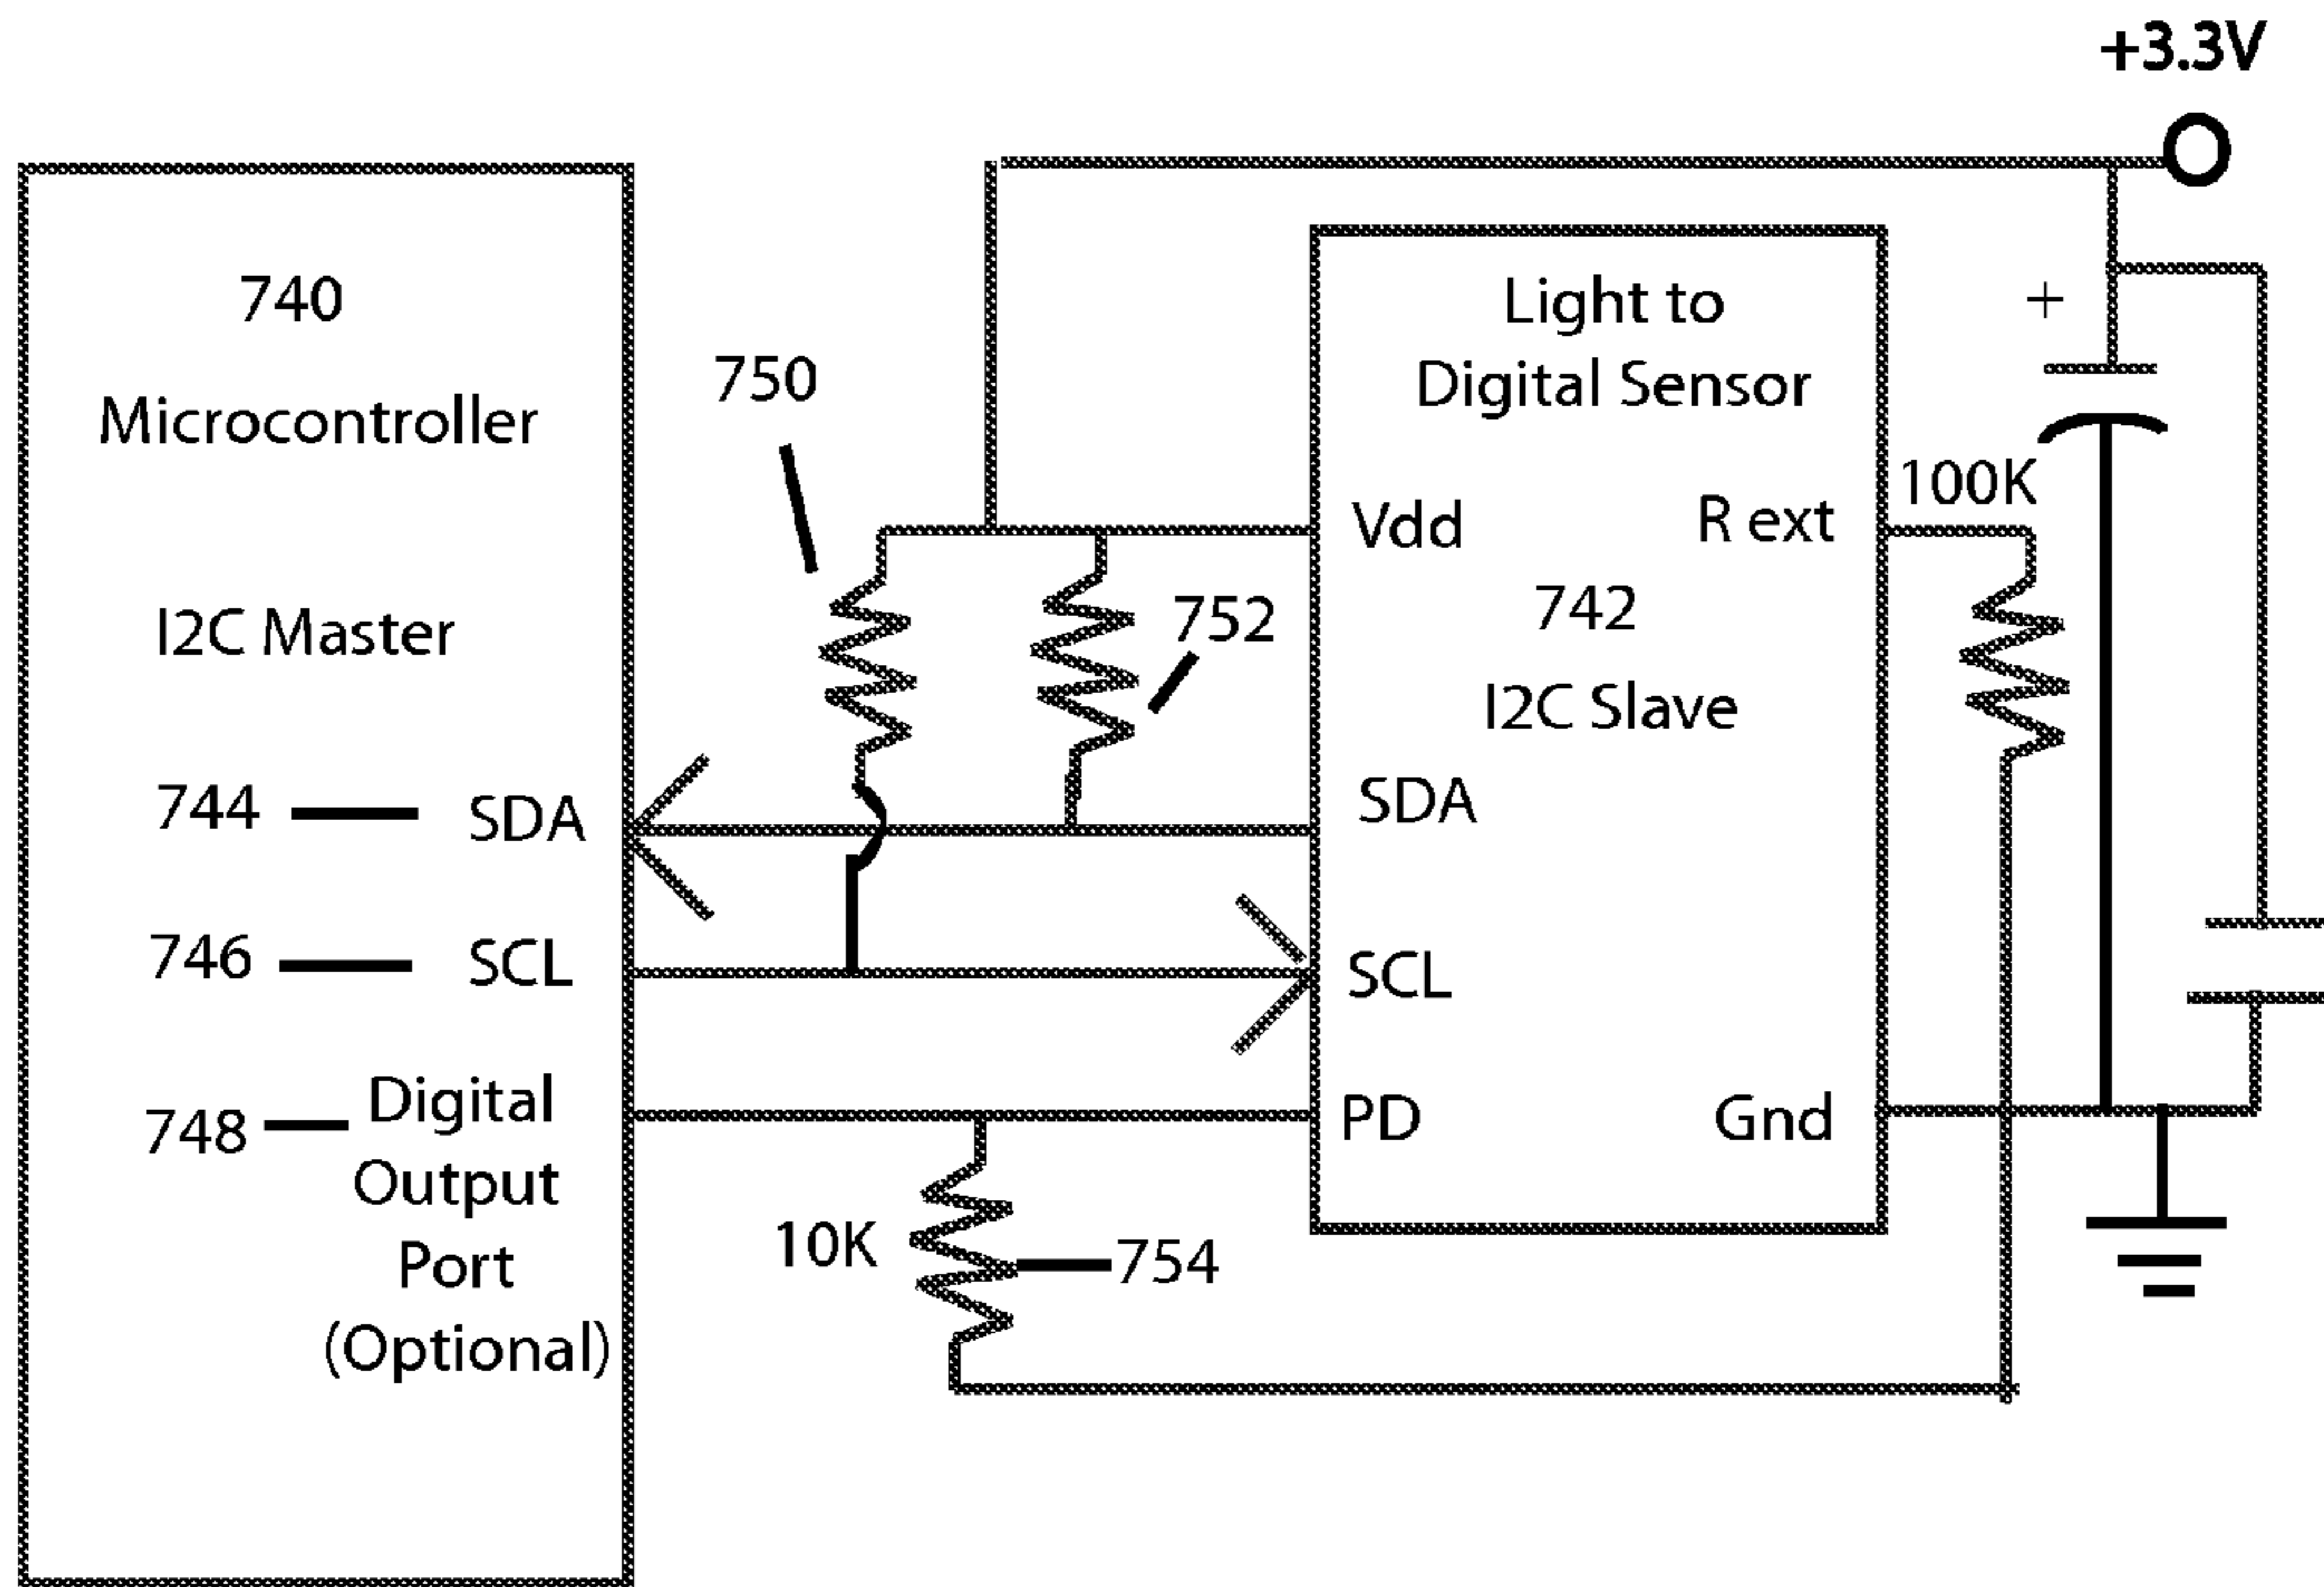 +3.3V
740
Microcontroller
I2C Master
744
SDA
746
SCL
748
Digital
Output
Port
(Optional)
750
752
10K
754
Light to
Digital Sensor
Vdd
R ext
742
I2C Slave
SDA
SCL
PD
Gnd
+
100K